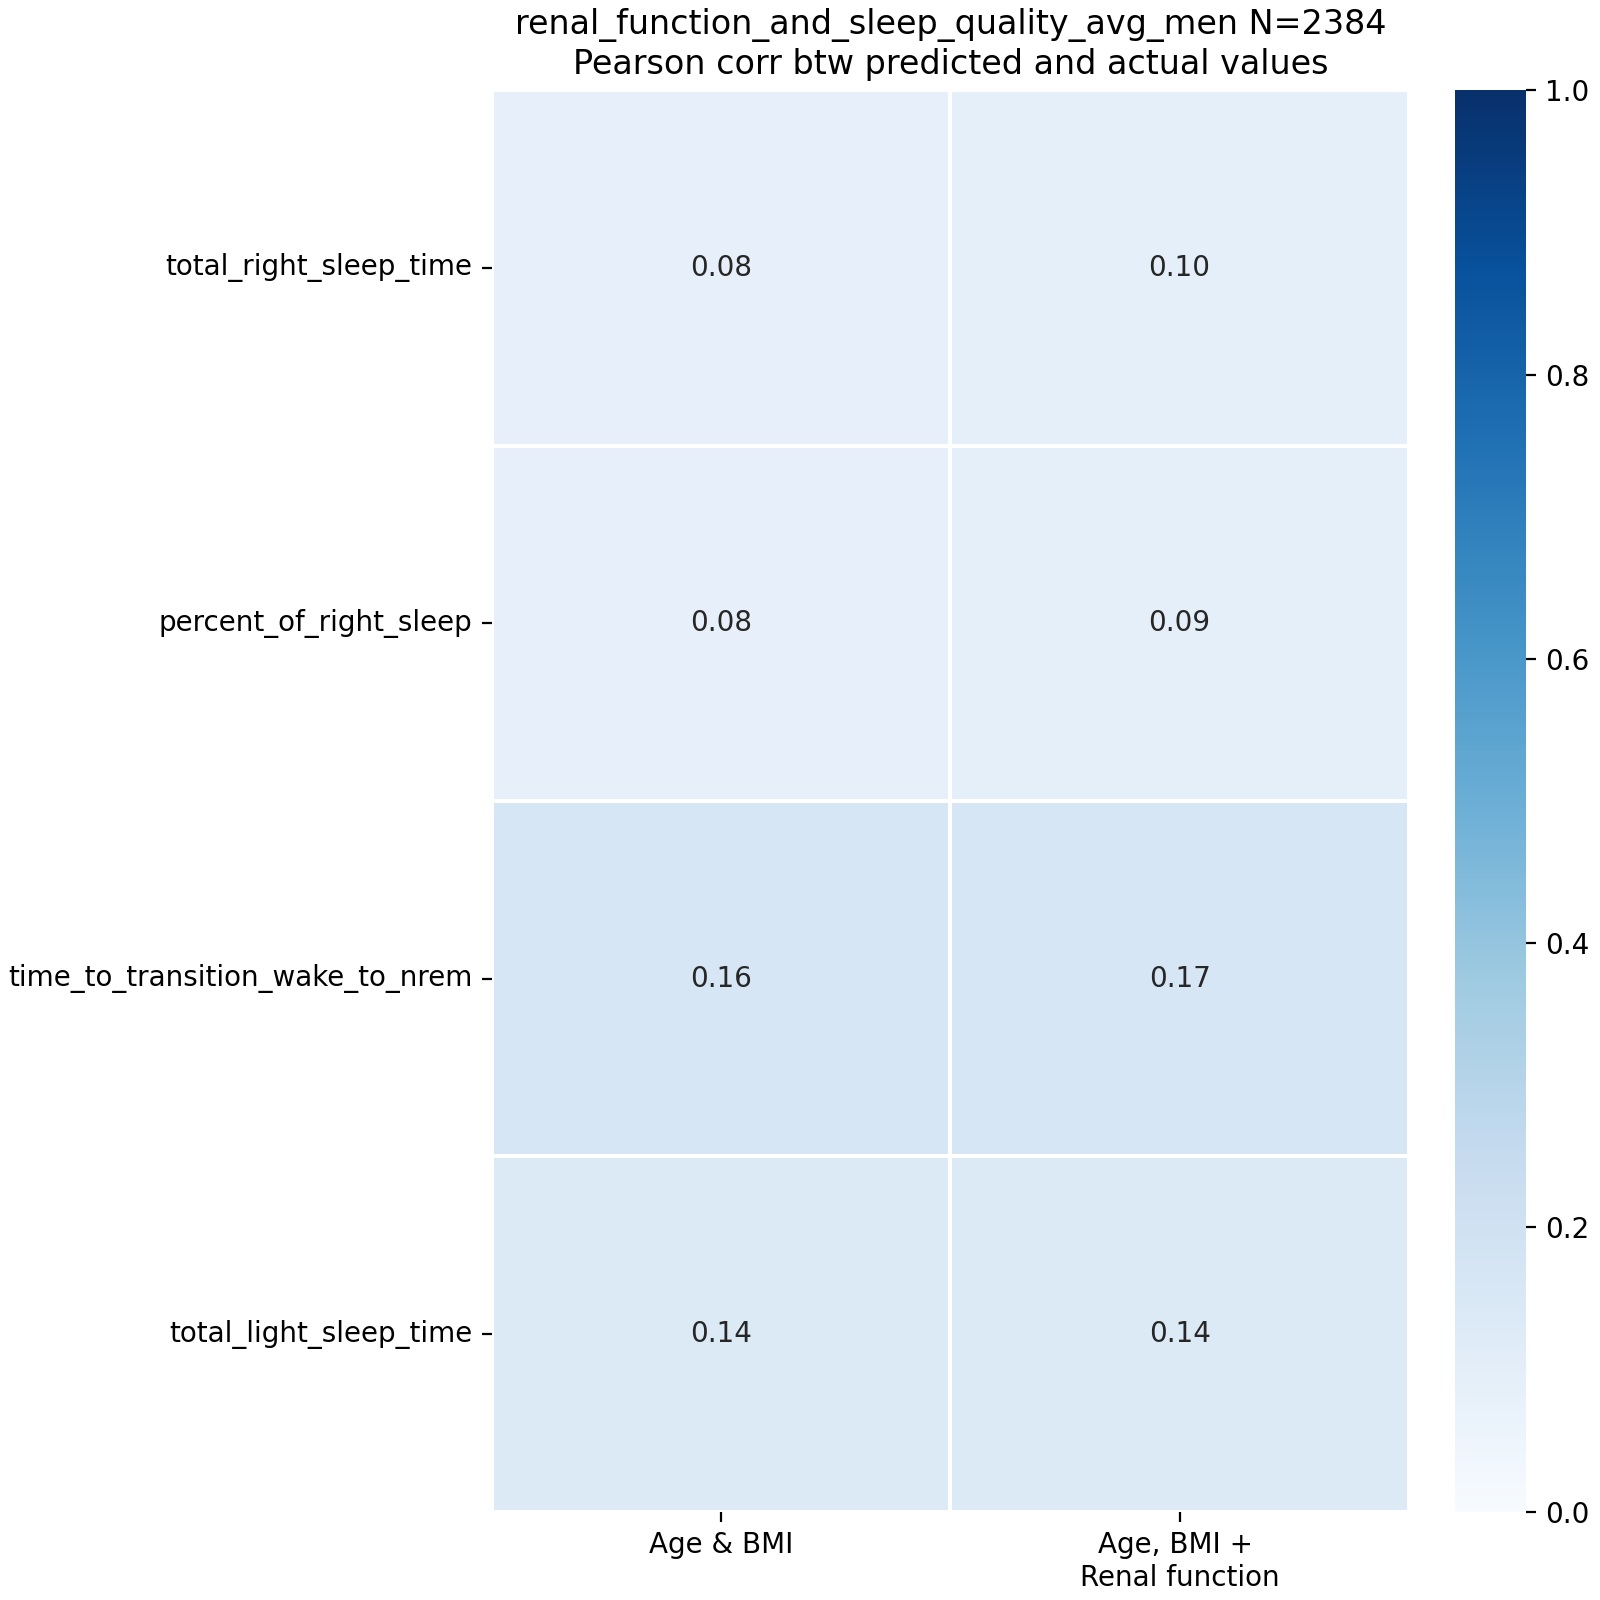 renal_function_and_sleep_quality_avg_men N=2384
Pearson corr btw predicted and actual values
1.0
0.8
0.6
0.4
0.2
0.0
total_right_sleep_time
0.08
0.10
percent_of_right_sleep
0.08
0.09
time_to_transition_wake_to_nrem
0.16
0.17
total_light_sleep_time
0.14
0.14
Age & BMI
Age, BMI +
Renal function